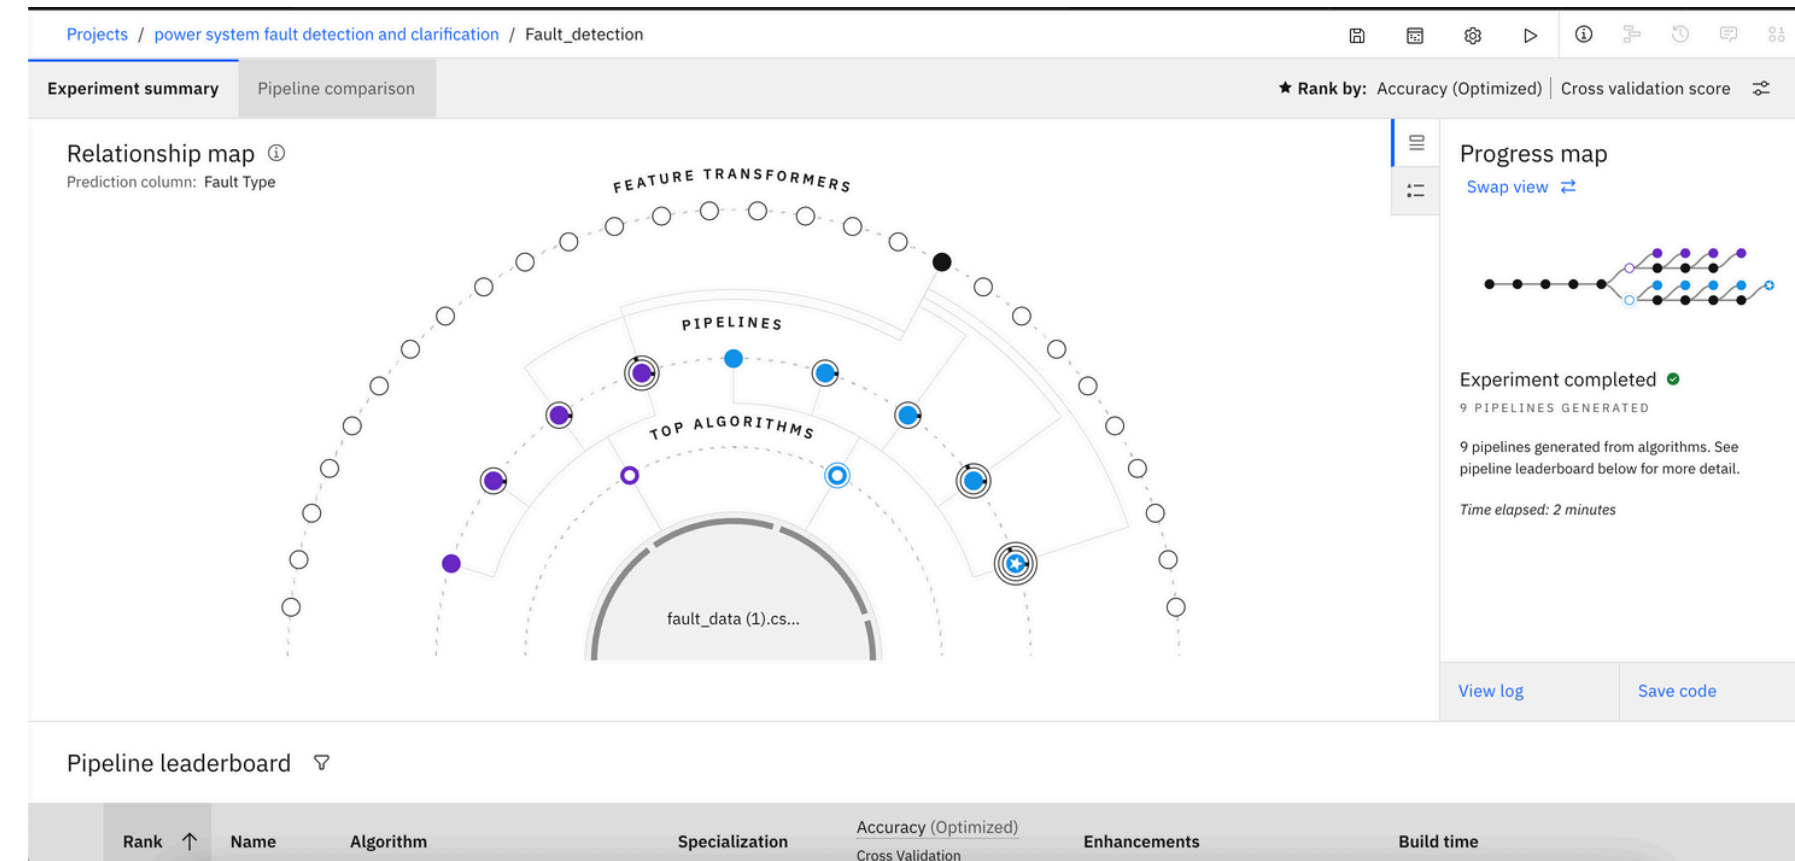 Projects / power system fault detection and clarification / Fault_detection
Experiment summary
Pipeline comparison
Rank by: Accuracy (Optimized) | Cross validation score
Relationship map
Prediction column: Fault Type
FEATURE TRANSFORMERS
PIPELINES
TOP ALGORITHMS
fault_data (1).cs...
Progress map
Swap view
Experiment completed
9 PIPELINES GENERATED
9 pipelines generated from algorithms. See
pipeline leaderboard below for more detail.
Time elapsed: 2 minutes
View log
Save code
Pipeline leaderboard
Rank
Name
Algorithm
Specialization
Accuracy (Optimized)
Cross Validation
Enhancements
Build time